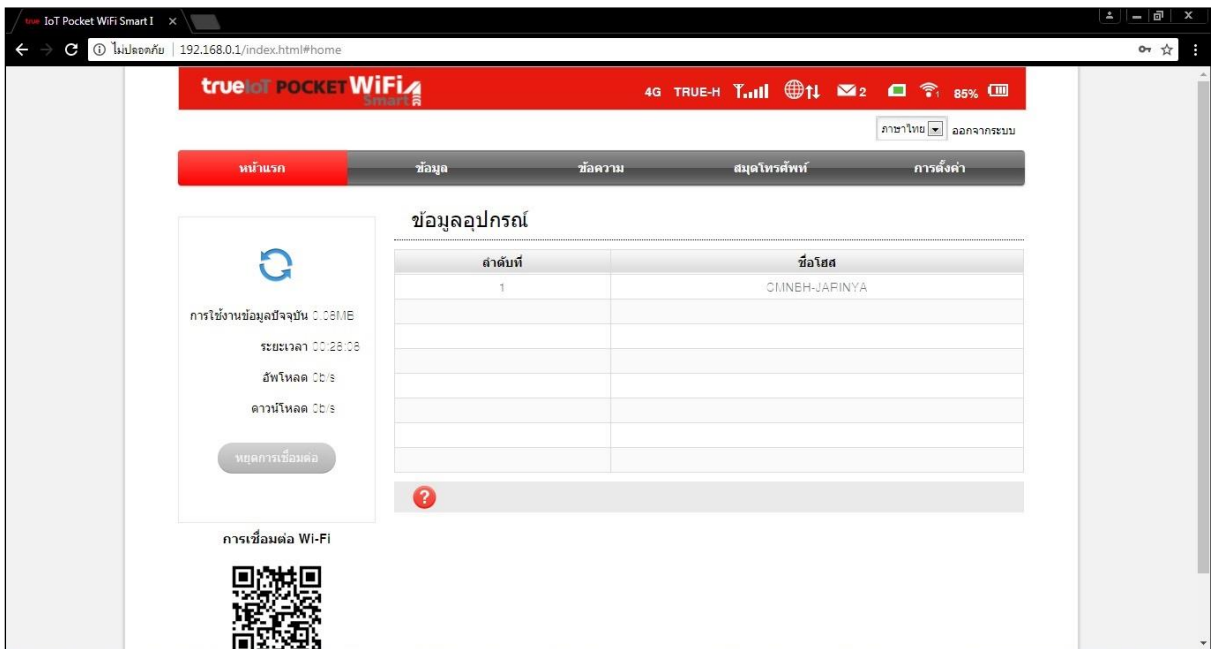 true IoT Pocket WiFi Smart I
ไม่ปลอดภัย 192.168.0.1/index.html#home
trueIoT POCKET WiFi
Smart
4G TRUE-H 2 1 85%
ภาษาไทย ออกจากระบบ
หน้าแรก ข้อมูล ข้อความ สมุดโทรศัพท์ การตั้งค่า
ข้อมูลอุปกรณ์
ลำดับที่ ชื่อโฮส
1 CMNBH-JARINYA
การใช้งานข้อมูลปัจจุบัน 0.08MB
ระยะเวลา 00:28:08
อัพโหลด 0b/s
ดาวน์โหลด 0b/s
หยุดการเชื่อมต่อ
?
การเชื่อมต่อ Wi-Fi